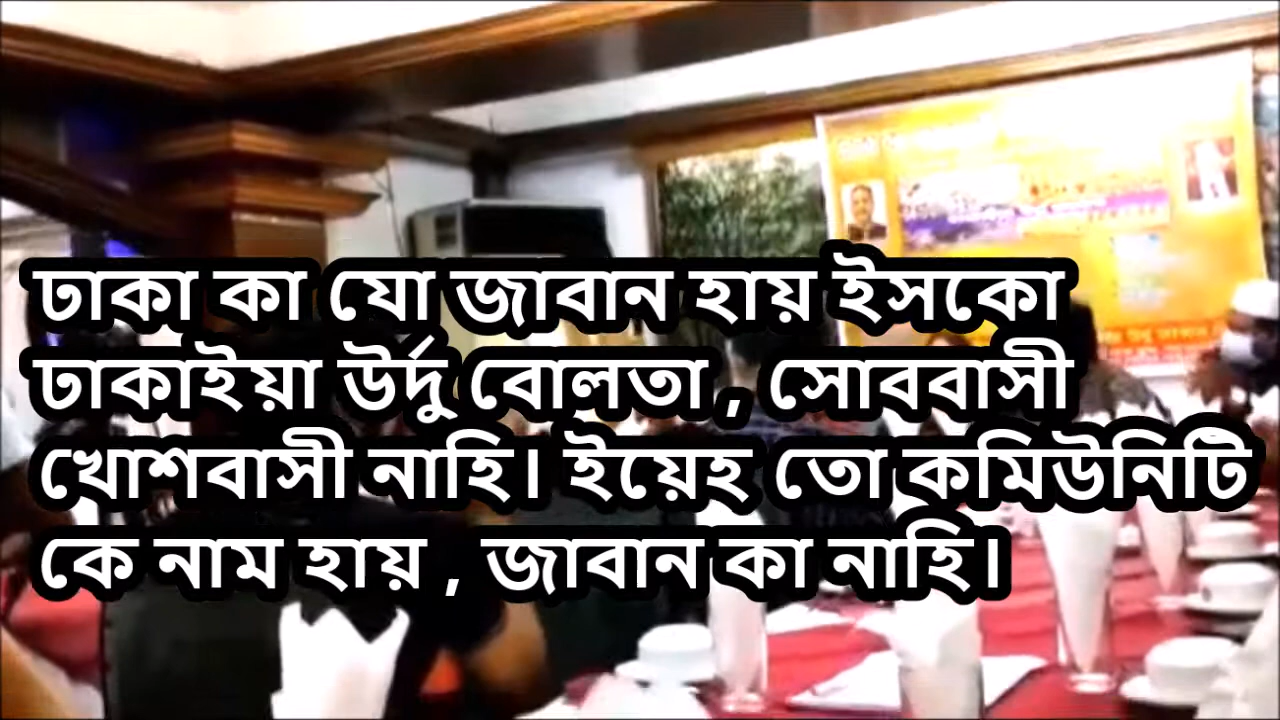 ঢাকা কা যো জাবান হায় ইসকো
ঢাকাইয়া উর্দু বোলতা , সোববাসী
খোশবাসী নাহি। ইয়েহ তো কমিউনিটি
কে নাম হায় , জাবান কা নাহি।